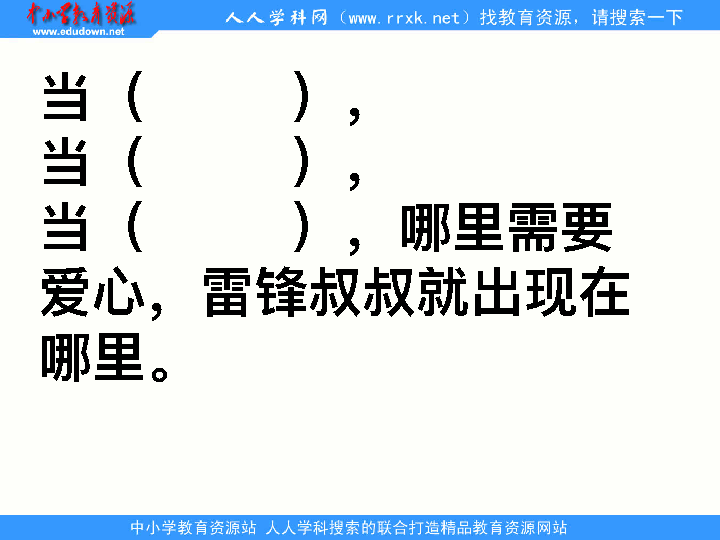 中小学教育资源
www.edudown.net
人人学科网（www.rrxk.net）找教育资源，请搜索一下
当（　　　），
当（　　　），
当（　　　），哪里需要
爱心，雷锋叔叔就出现在
哪里。
中小学教育资源站 人人学科搜索的联合打造精品教育资源网站